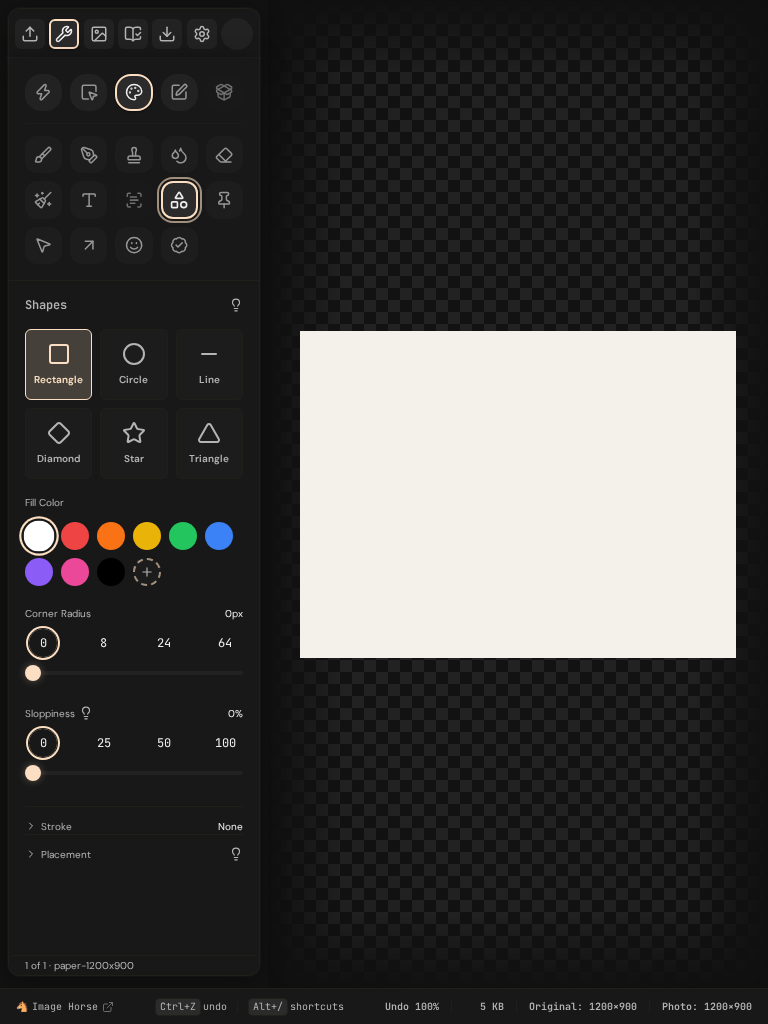 Shapes
Rectangle Circle Line
Diamond Star Triangle
Fill Color
Corner Radius 0px
0 8 24 64
Sloppiness 0%
0 25 50 100
Stroke None
Placement
1 of 1 · paper-1200x900
Image Horse Ctrl+Z undo Alt+/ shortcuts Undo 100% 5 KB Original: 1200×900 Photo: 1200×900